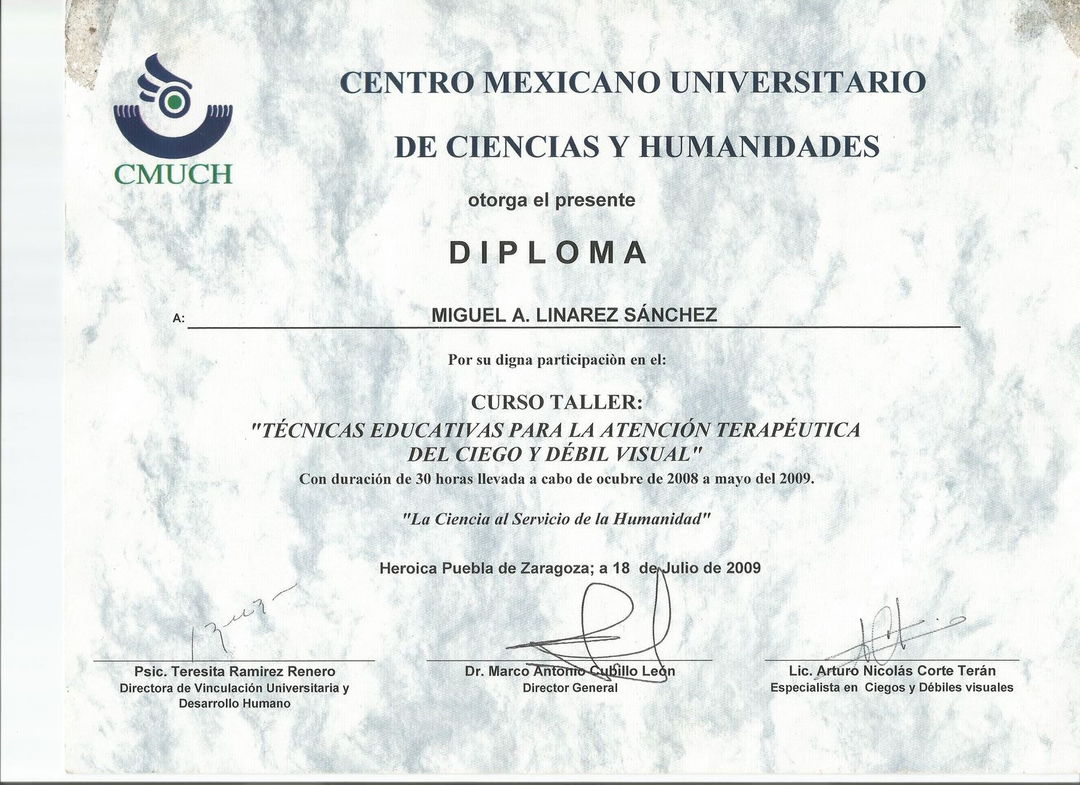 CMUCH
CENTRO MEXICANO UNIVERSITARIO
DE CIENCIAS Y HUMANIDADES
otorga el presente
DIPLOMA
A: MIGUEL A. LINAREZ SÁNCHEZ
Por su digna participaciòn en el:
CURSO TALLER:
"TÉCNICAS EDUCATIVAS PARA LA ATENCIÓN TERAPÉUTICA
DEL CIEGO Y DÉBIL VISUAL"
Con duración de 30 horas llevada a cabo de ocubre de 2008 a mayo del 2009.
"La Ciencia al Servicio de la Humanidad"
Heroica Puebla de Zaragoza; a 18 de Julio de 2009
Psic. Teresita Ramirez Renero
Directora de Vinculación Universitaria y
Desarrollo Humano
Dr. Marco Antonio Cubillo León
Director General
Lic. Arturo Nicolás Corte Terán
Especialista en Ciegos y Débiles visuales